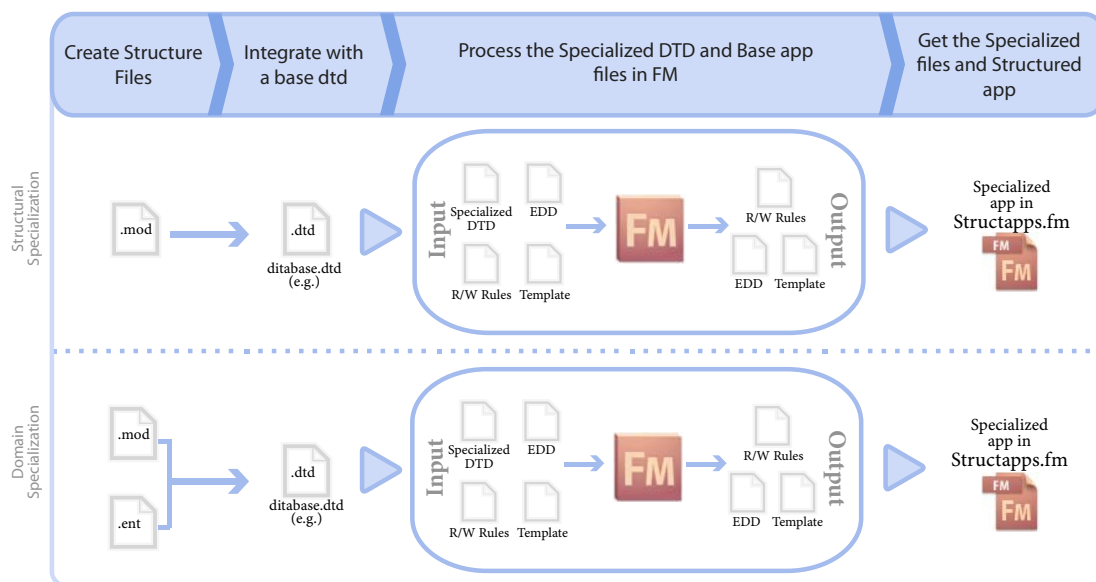 Create Structure
Files
Integrate with
a base dtd
Process the Specialized DTD and Base app
files in FM
Get the Specialized
files and Structured
app
Structural
Specialization
.mod
.dtd
ditabase.dtd
(e.g.)
Input
Specialized
DTD
EDD
R/W Rules
Template
FM
R/W Rules
EDD
Template
Output
Specialized
app in
Structapps.fm
FM
FM
Domain
Specialization
.mod
.ent
.dtd
ditabase.dtd
(e.g.)
Input
Specialized
DTD
EDD
R/W Rules
Template
FM
R/W Rules
EDD
Template
Output
Specialized
app in
Structapps.fm
FM
FM